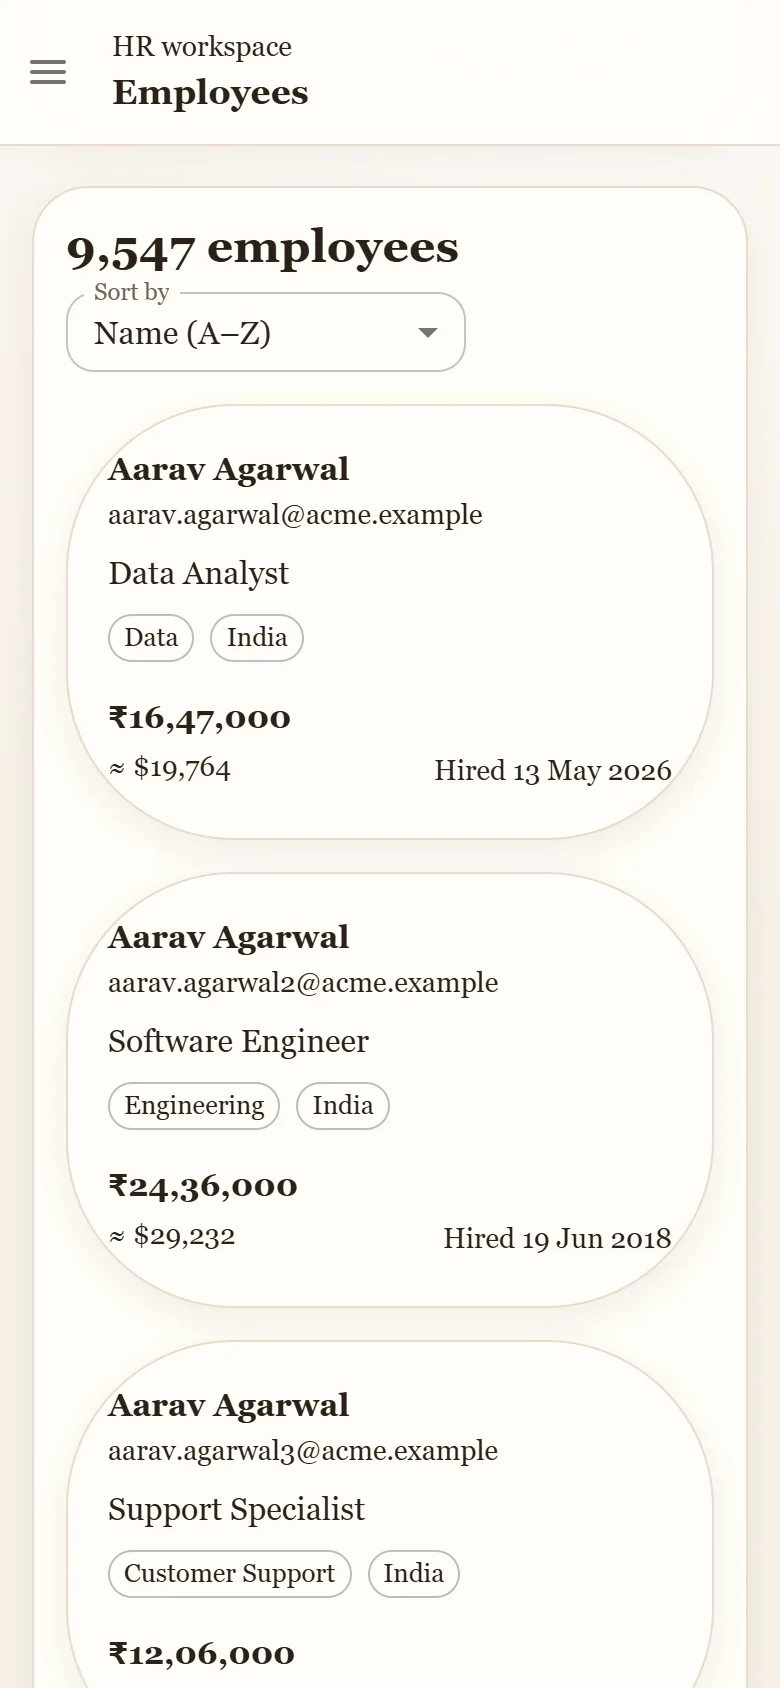 HR workspace
Employees
9,547 employees
Sort by
Name (A–Z)
Aarav Agarwal
aarav.agarwal@acme.example
Data Analyst
Data India
₹16,47,000
≈ $19,764 Hired 13 May 2026
Aarav Agarwal
aarav.agarwal2@acme.example
Software Engineer
Engineering India
₹24,36,000
≈ $29,232 Hired 19 Jun 2018
Aarav Agarwal
aarav.agarwal3@acme.example
Support Specialist
Customer Support India
₹12,06,000